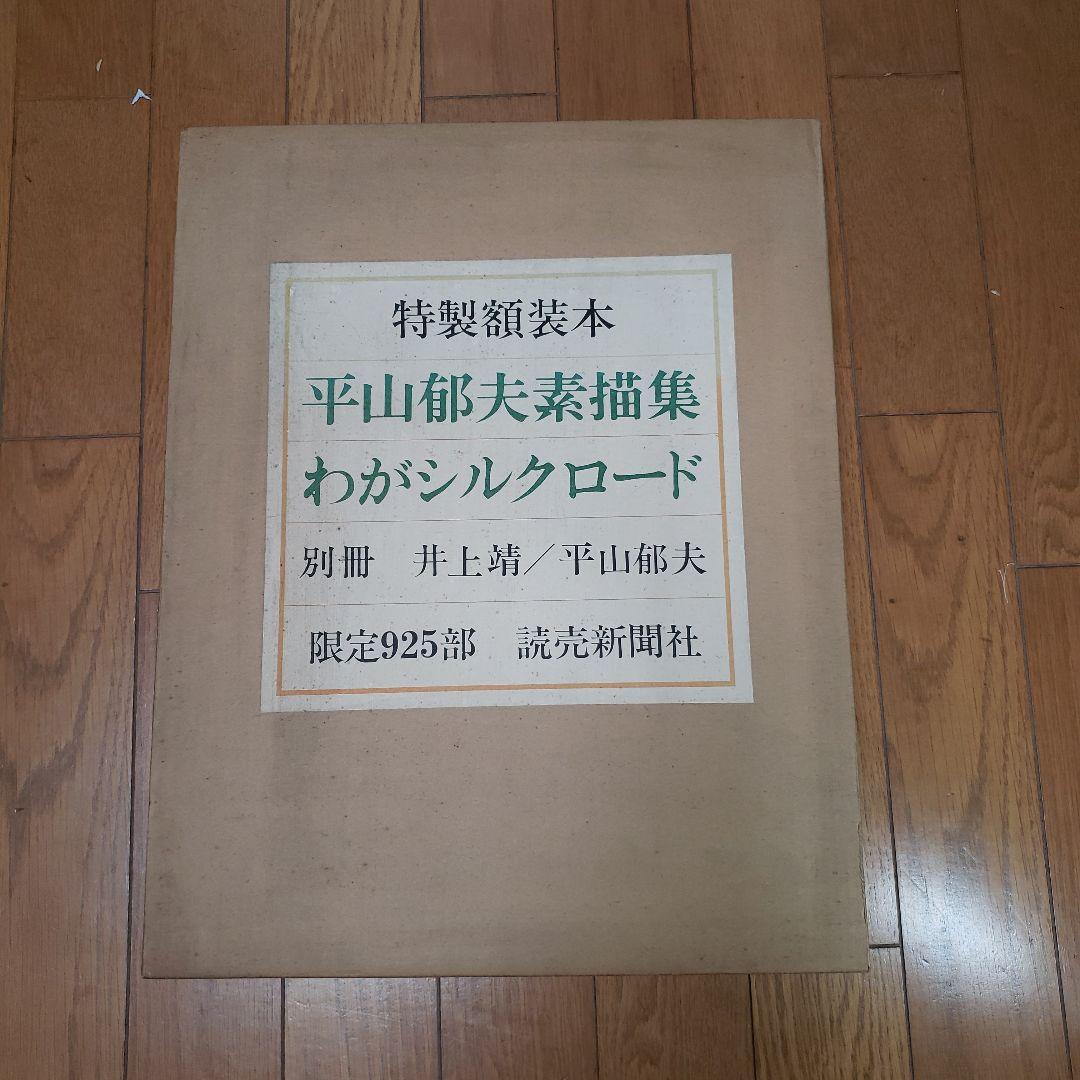 特製額装本
平山郁夫素描集
わがシルクロード
別冊　井上靖／平山郁夫
限定925部　読売新聞社